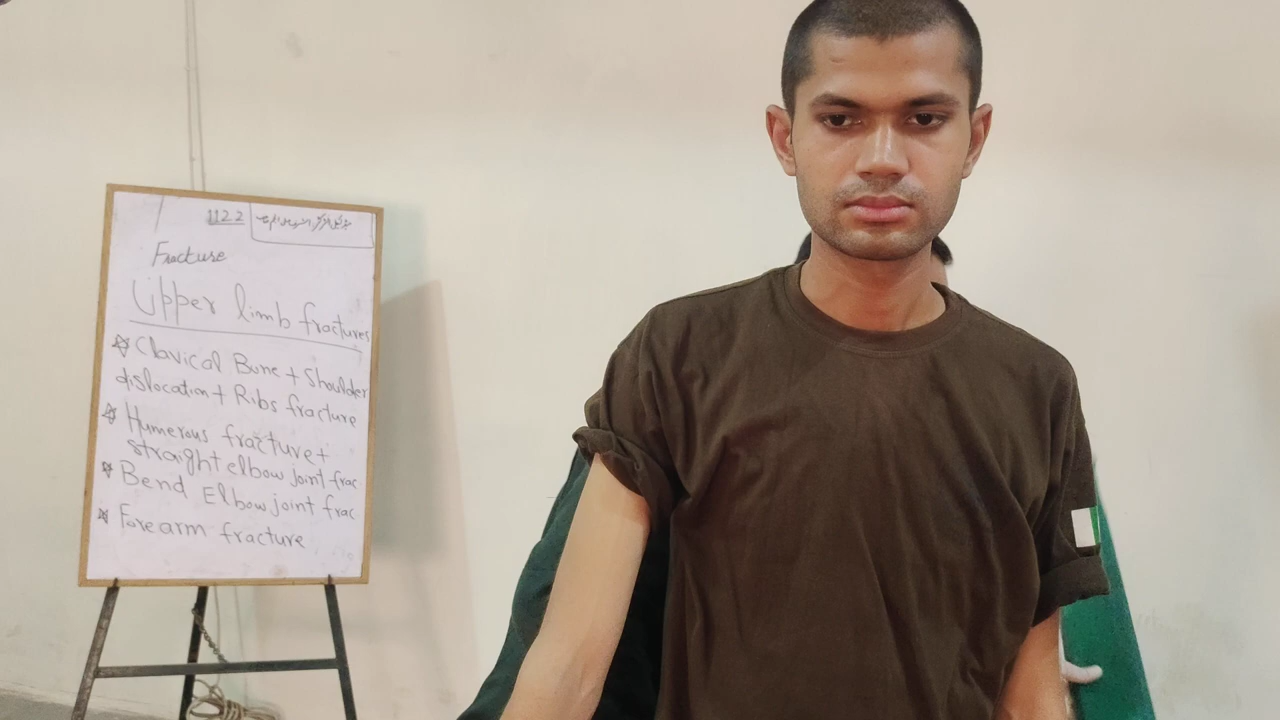 112.2
Fracture
Upper limb fractures
Clavical Bone + Shoulder
dislocation + Ribs fracture
Humerous fracture +
straight elbow joint frac
Bend Elbow joint frac
Forearm fracture